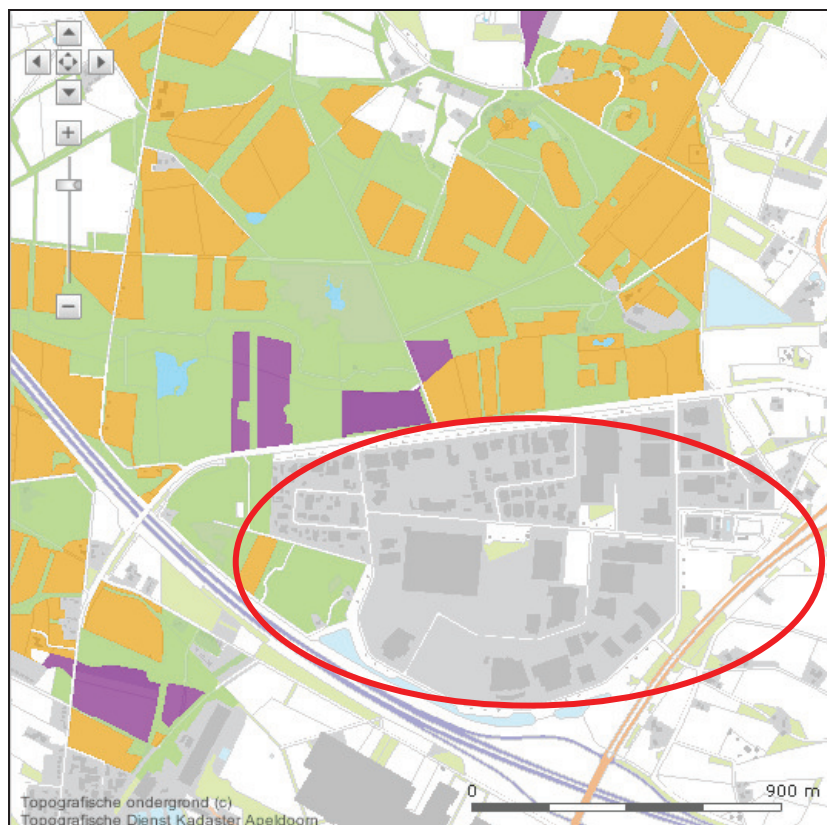 Topografische ondergrond (c)
Topografische Dienst Kadaster Apeldoorn
0 900 m